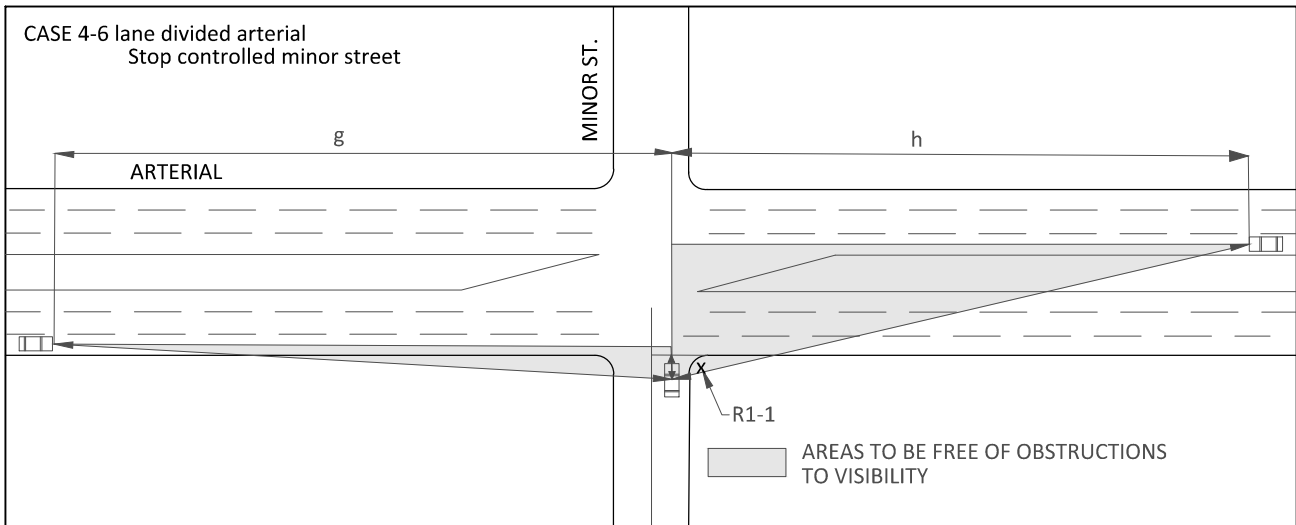 CASE 4-6 lane divided arterial
Stop controlled minor street
MINOR ST.
g
h
ARTERIAL
X
R1-1
AREAS TO BE FREE OF OBSTRUCTIONS
TO VISIBILITY